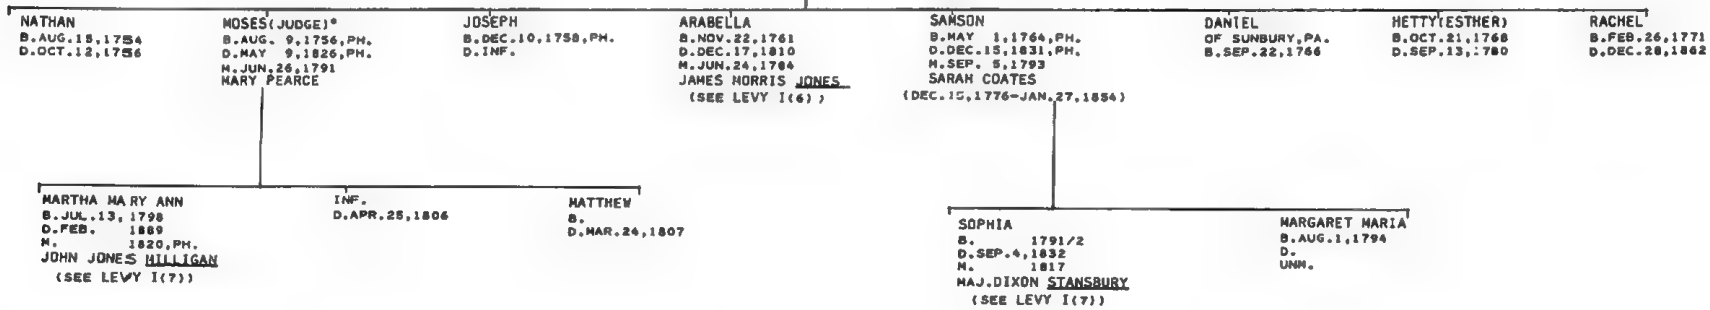 NATHAN
B.AUG.15,1754
D.OCT.12,1756
MOSES(JUDGE)*
B.AUG. 9,1756,PH.
D.MAY 9,1826,PH.
M.JUN.26,1791
MARY PEARCE
JOSEPH
B.DEC.10,1758,PH.
D.INF.
ARABELLA
B.NOV.22,1761
D.DEC.17,1810
M.JUN.24,1784
JAMES MORRIS JONES
(SEE LEVY I(6))
SAMSON
B.MAY 1,1764,PH.
D.DEC.15,1831,PH.
M.SEP. 5,1793
SARAH COATES
(DEC.15,1776-JAN.27,1854)
DANIEL
OF SUNBURY,PA.
B.SEP.22,1766
HETTY(ESTHER)
B.OCT.21,1768
D.SEP.13,1780
RACHEL
B.FEB.26,1771
D.DEC.28,1862
MARTHA MARY ANN
B.JUL.13, 1798
D.FEB. 1889
M. 1820,PH.
JOHN JONES MILLIGAN
(SEE LEVY I(7))
INF.
D.APR.25,1806
MATTHEW
B.
D.MAR.24,1807
SOPHIA
B. 1791/2
D.SEP.4,1832
M. 1817
MAJ.DIXON STANSBURY
(SEE LEVY I(7))
MARGARET MARIA
B.AUG.1,1794
D.
UNM.